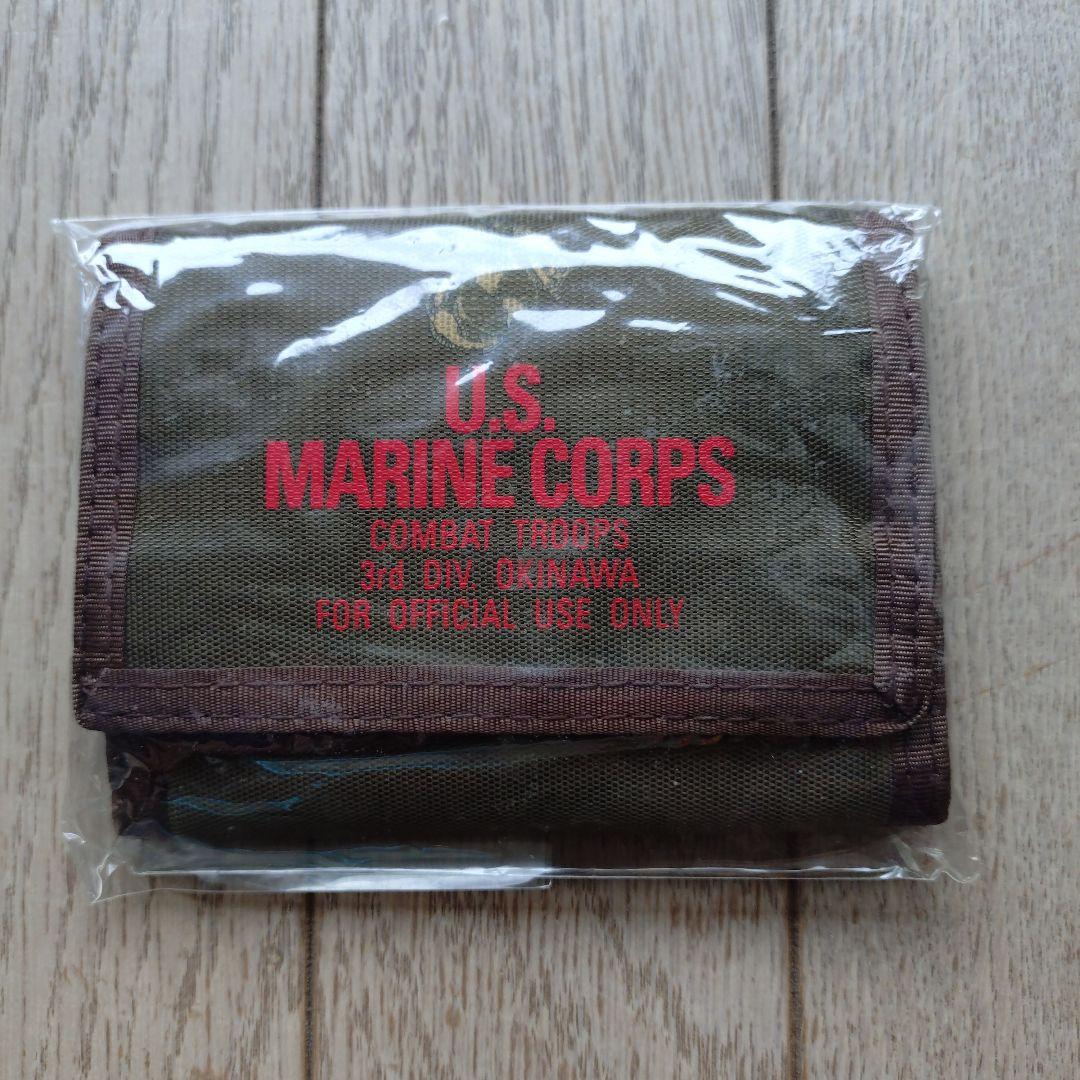 U.S.
MARINE CORPS
COMBAT TROOPS
3rd DIV. OKINAWA
FOR OFFICIAL USE ONLY